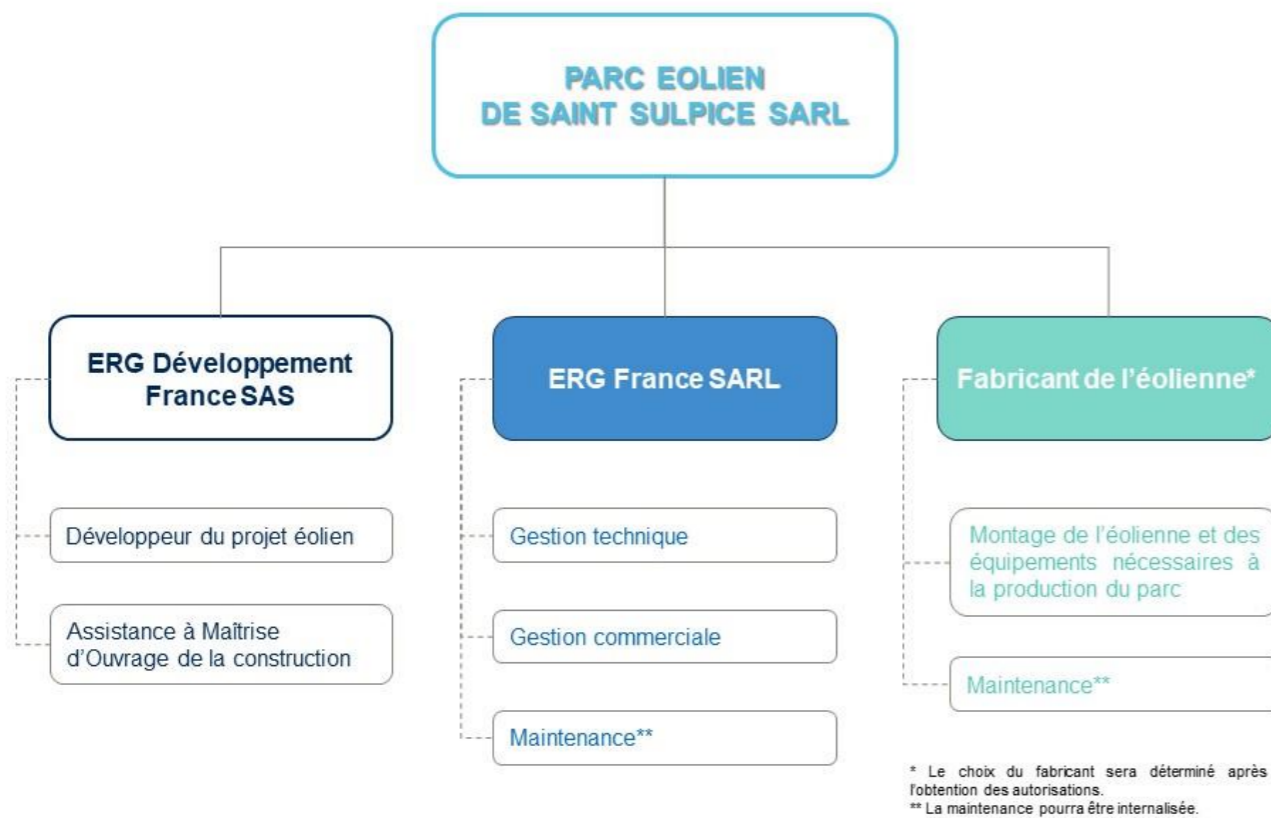 PARC EOLIEN
DE SAINT SULPICE SARL
ERG Développement
France SAS
Développeur du projet éolien
Assistance à Maîtrise
d'Ouvrage de la construction
ERG France SARL
Gestion technique
Gestion commerciale
Maintenance**
Fabricant de l'éolienne*
Montage de l'éolienne et des
équipements nécessaires à
la production du parc
Maintenance**
* Le choix du fabricant sera déterminé après
l'obtention des autorisations.
** La maintenance pourra être internalisée.